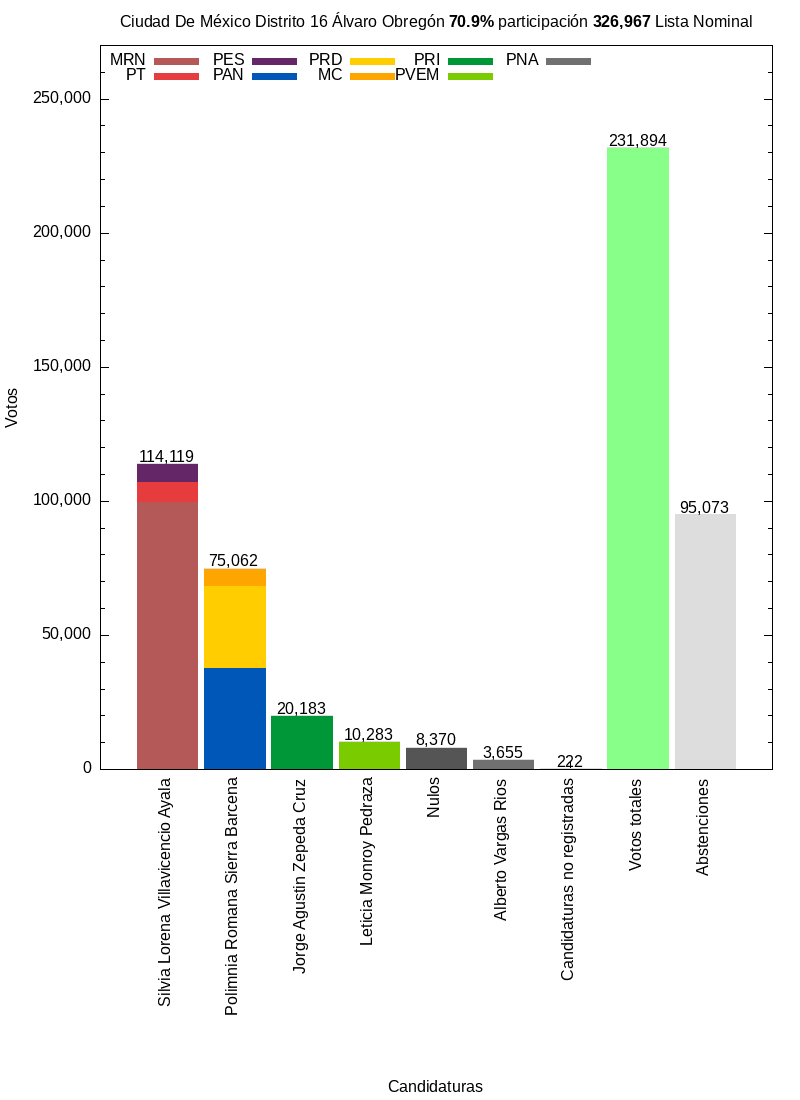 Ciudad De México Distrito 16 Álvaro Obregón 70.9% participación 326,967 Lista Nominal
MRN PES PRD PRI PNA
PT PAN MC PVEM
250,000
200,000
150,000
100,000
50,000
0
Votos
114,119
75,062
20,183
10,283
8,370
3,655
222
231,894
95,073
Silvia Lorena Villavicencio Ayala
Polimnia Romana Sierra Barcena
Jorge Agustin Zepeda Cruz
Leticia Monroy Pedraza
Nulos
Alberto Vargas Rios
Candidaturas no registradas
Votos totales
Abstenciones
Candidaturas